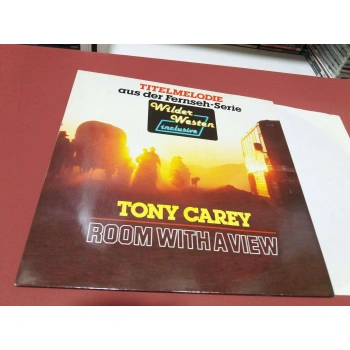 TITELMELODIE
aus der Fernseh-Serie
Wilder
Westen
inclusive
TONY CAREY
ROOM WITH A VIEW